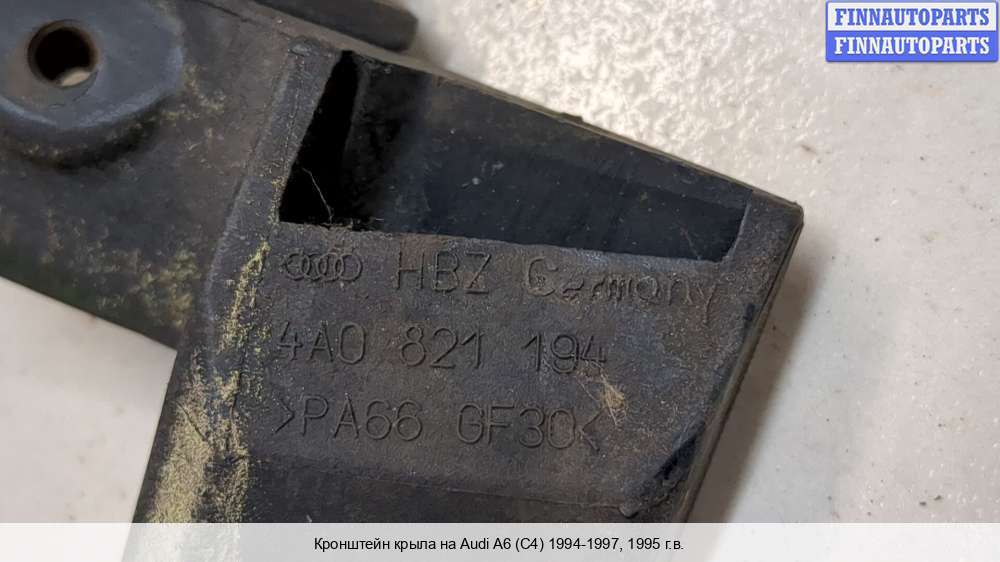 FINNAUTOPARTS
FINNAUTOPARTS
HBZ Germany
4A0 821 194
>PA66 GF30<
Кронштейн крыла на Audi A6 (C4) 1994-1997, 1995 г.в.